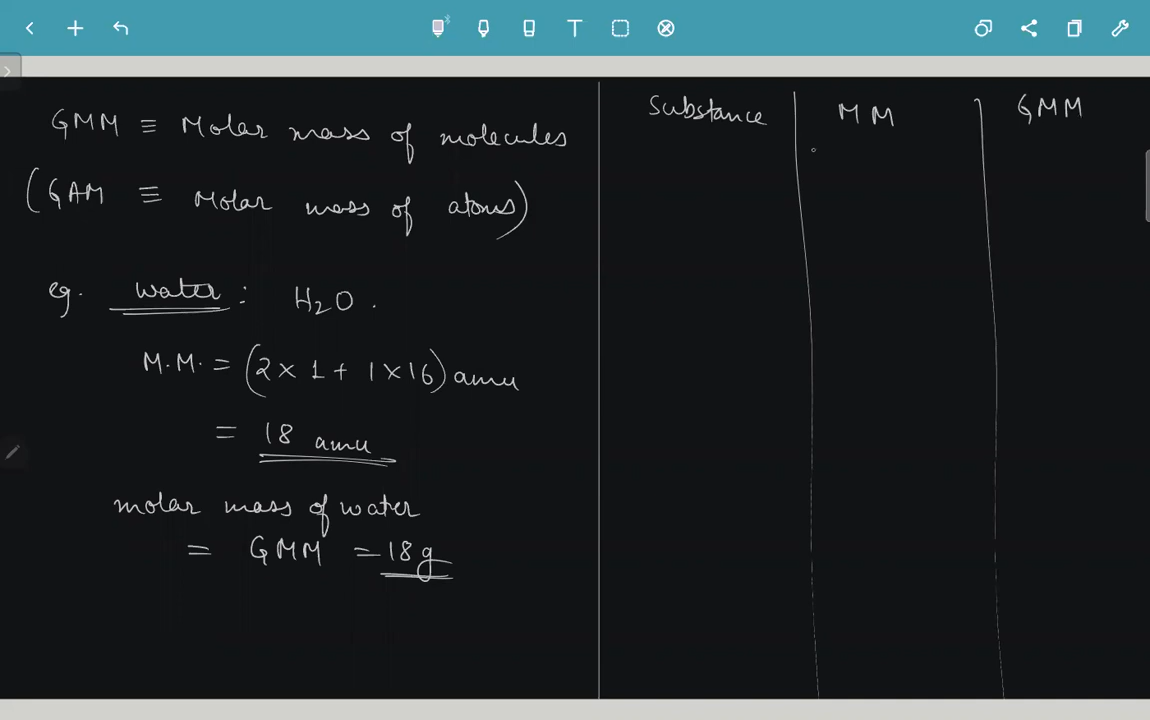 GMM ≡ Molar mass of molecules
(GAM ≡ Molar mass of atoms)
eg. water : H₂O .
M.M. = (2 × 1 + 1 × 16) amu
= 18 amu
molar mass of water
= GMM = 18 g
Substance MM GMM